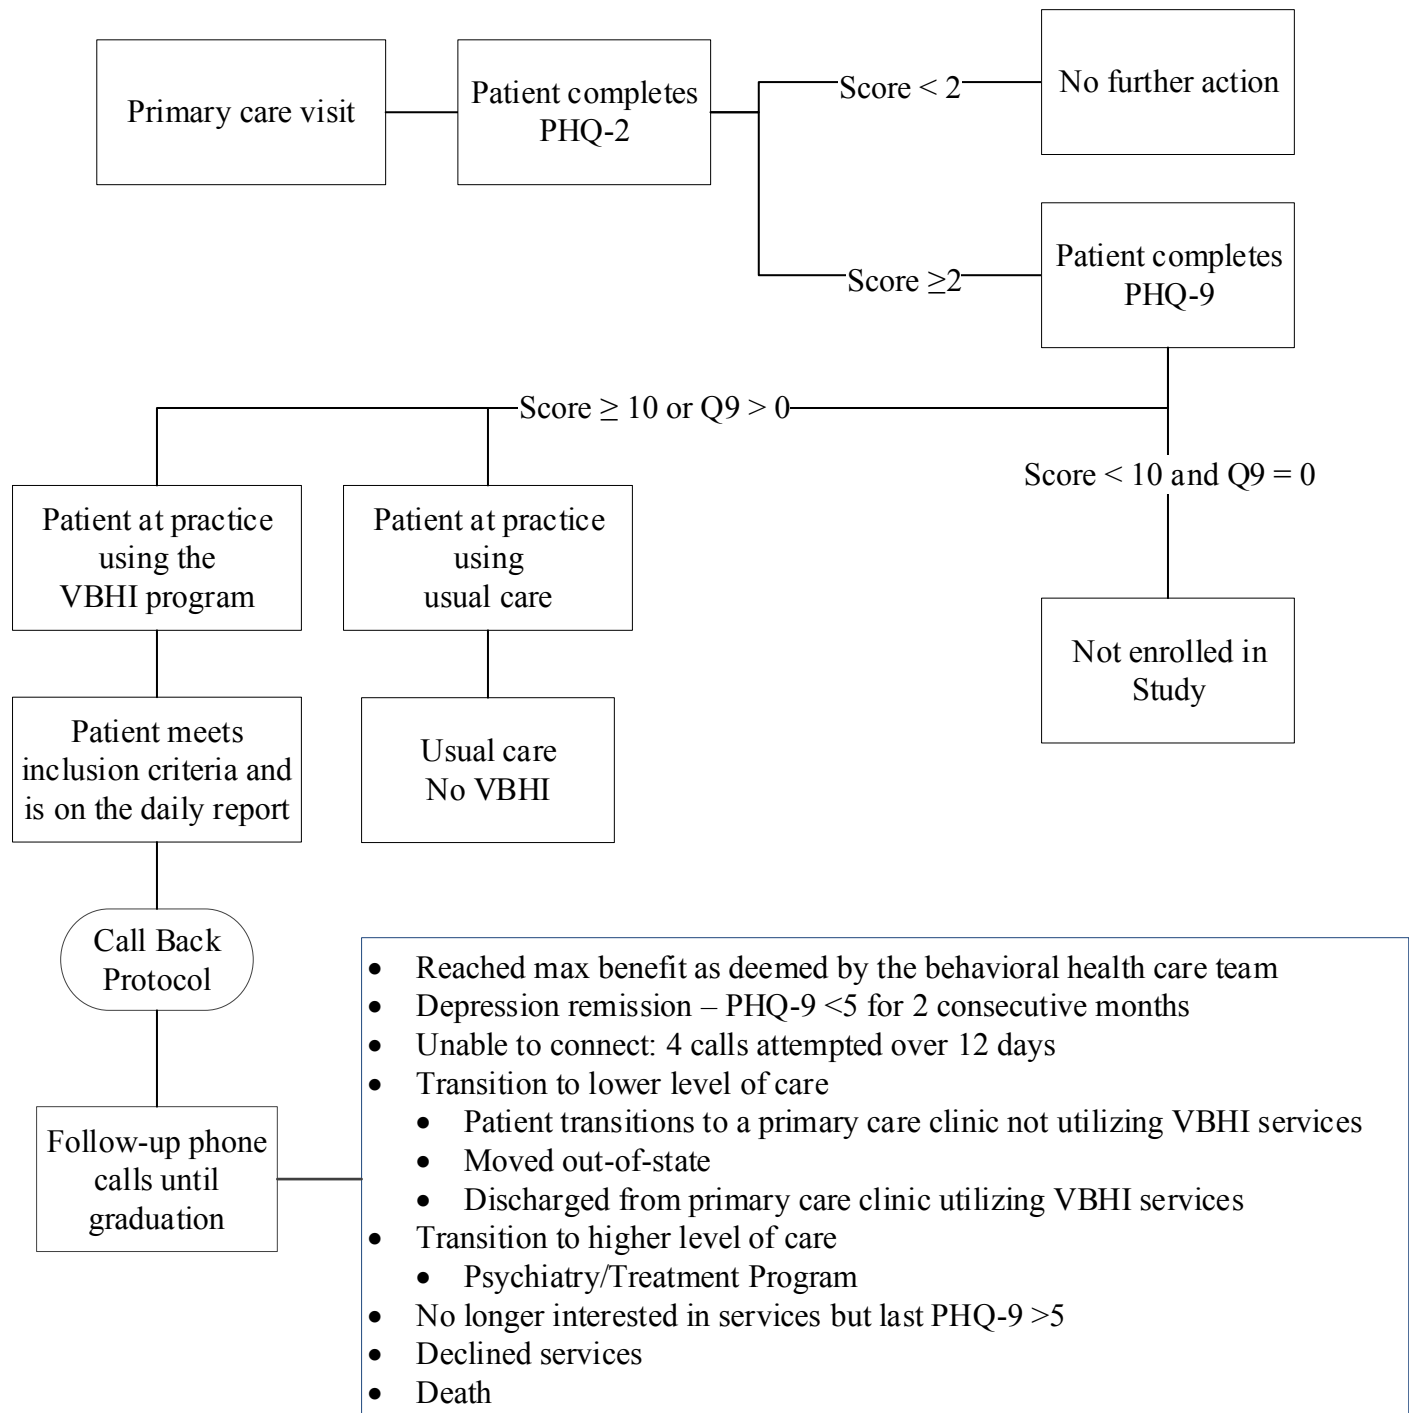 Primary care visit
Patient completes
PHQ-2
Score < 2
No further action
Score ≥2
Patient completes
PHQ-9
Score ≥ 10 or Q9 > 0
Score < 10 and Q9 = 0
Patient at practice
using the
VBHI program
Patient at practice
using
usual care
Not enrolled in
Study
Patient meets
inclusion criteria and
is on the daily report
Usual care
No VBHI
Call Back
Protocol
Follow-up phone
calls until
graduation
• Reached max benefit as deemed by the behavioral health care team
• Depression remission – PHQ-9 <5 for 2 consecutive months
• Unable to connect: 4 calls attempted over 12 days
• Transition to lower level of care
• Patient transitions to a primary care clinic not utilizing VBHI services
• Moved out-of-state
• Discharged from primary care clinic utilizing VBHI services
• Transition to higher level of care
• Psychiatry/Treatment Program
• No longer interested in services but last PHQ-9 >5
• Declined services
• Death